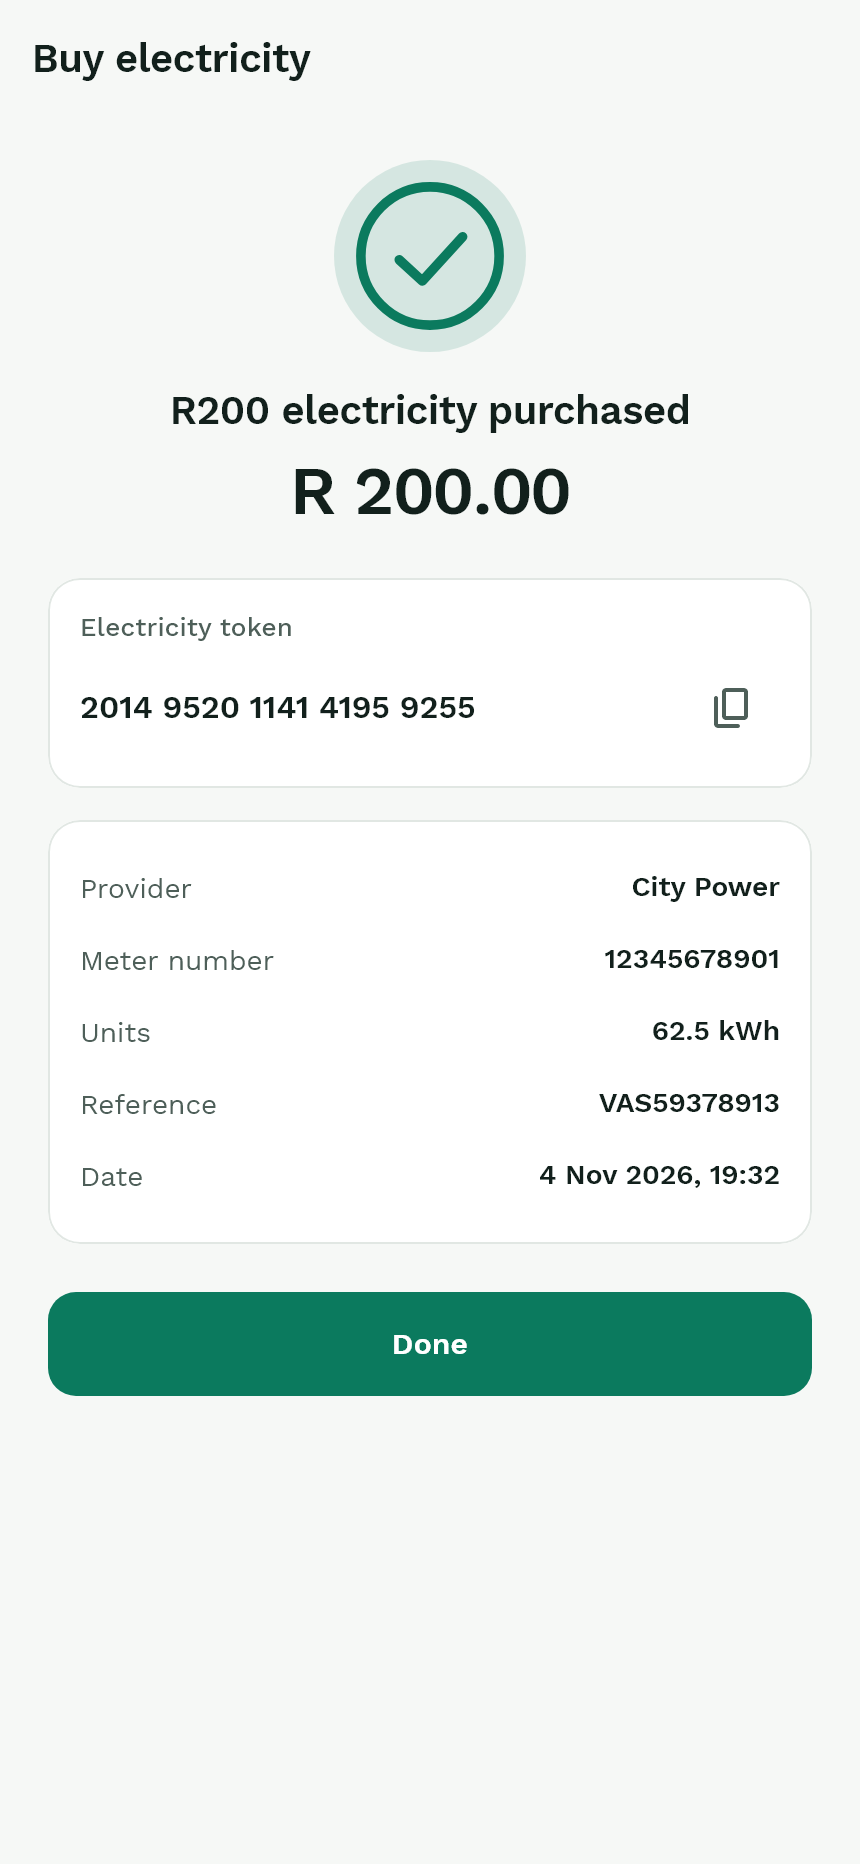 Buy electricity
R200 electricity purchased
R 200.00
Electricity token
2014 9520 1141 4195 9255
Provider City Power
Meter number 12345678901
Units 62.5 kWh
Reference VAS59378913
Date 4 Nov 2026, 19:32
Done